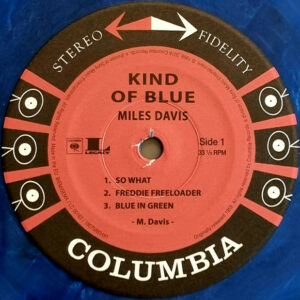 STEREO FIDELITY
KIND
OF BLUE
MILES DAVIS
LEGACY
Side 1
33 ⅓ RPM
1. SO WHAT
2. FREDDIE FREELOADER
3. BLUE IN GREEN
- M. Davis -
COLUMBIA